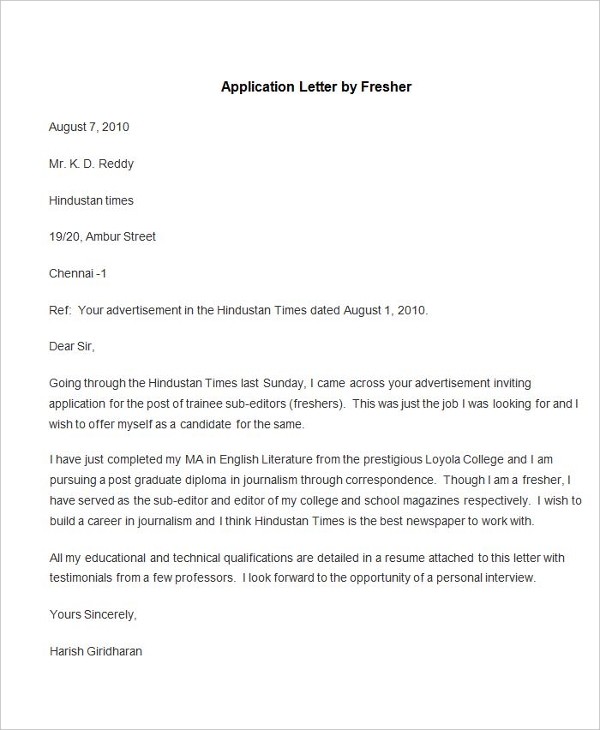 Application Letter by Fresher
August 7, 2010
Mr. K. D. Reddy
Hindustan times
19/20, Ambur Street
Chennai -1
Ref:  Your advertisement in the Hindustan Times dated August 1, 2010.
Dear Sir,
Going through the Hindustan Times last Sunday, I came across your advertisement inviting
application for the post of trainee sub-editors (freshers).  This was just the job I was looking for and I
wish to offer myself as a candidate for the same.
I have just completed my MA in English Literature from the prestigious Loyola College and I am
pursuing a post graduate diploma in journalism through correspondence.  Though I am a fresher, I
have served as the sub-editor and editor of my college and school magazines respectively.  I wish to
build a career in journalism and I think Hindustan Times is the best newspaper to work with.
All my educational and technical qualifications are detailed in a resume attached to this letter with
testimonials from a few professors.  I look forward to the opportunity of a personal interview.
Yours Sincerely,
Harish Giridharan